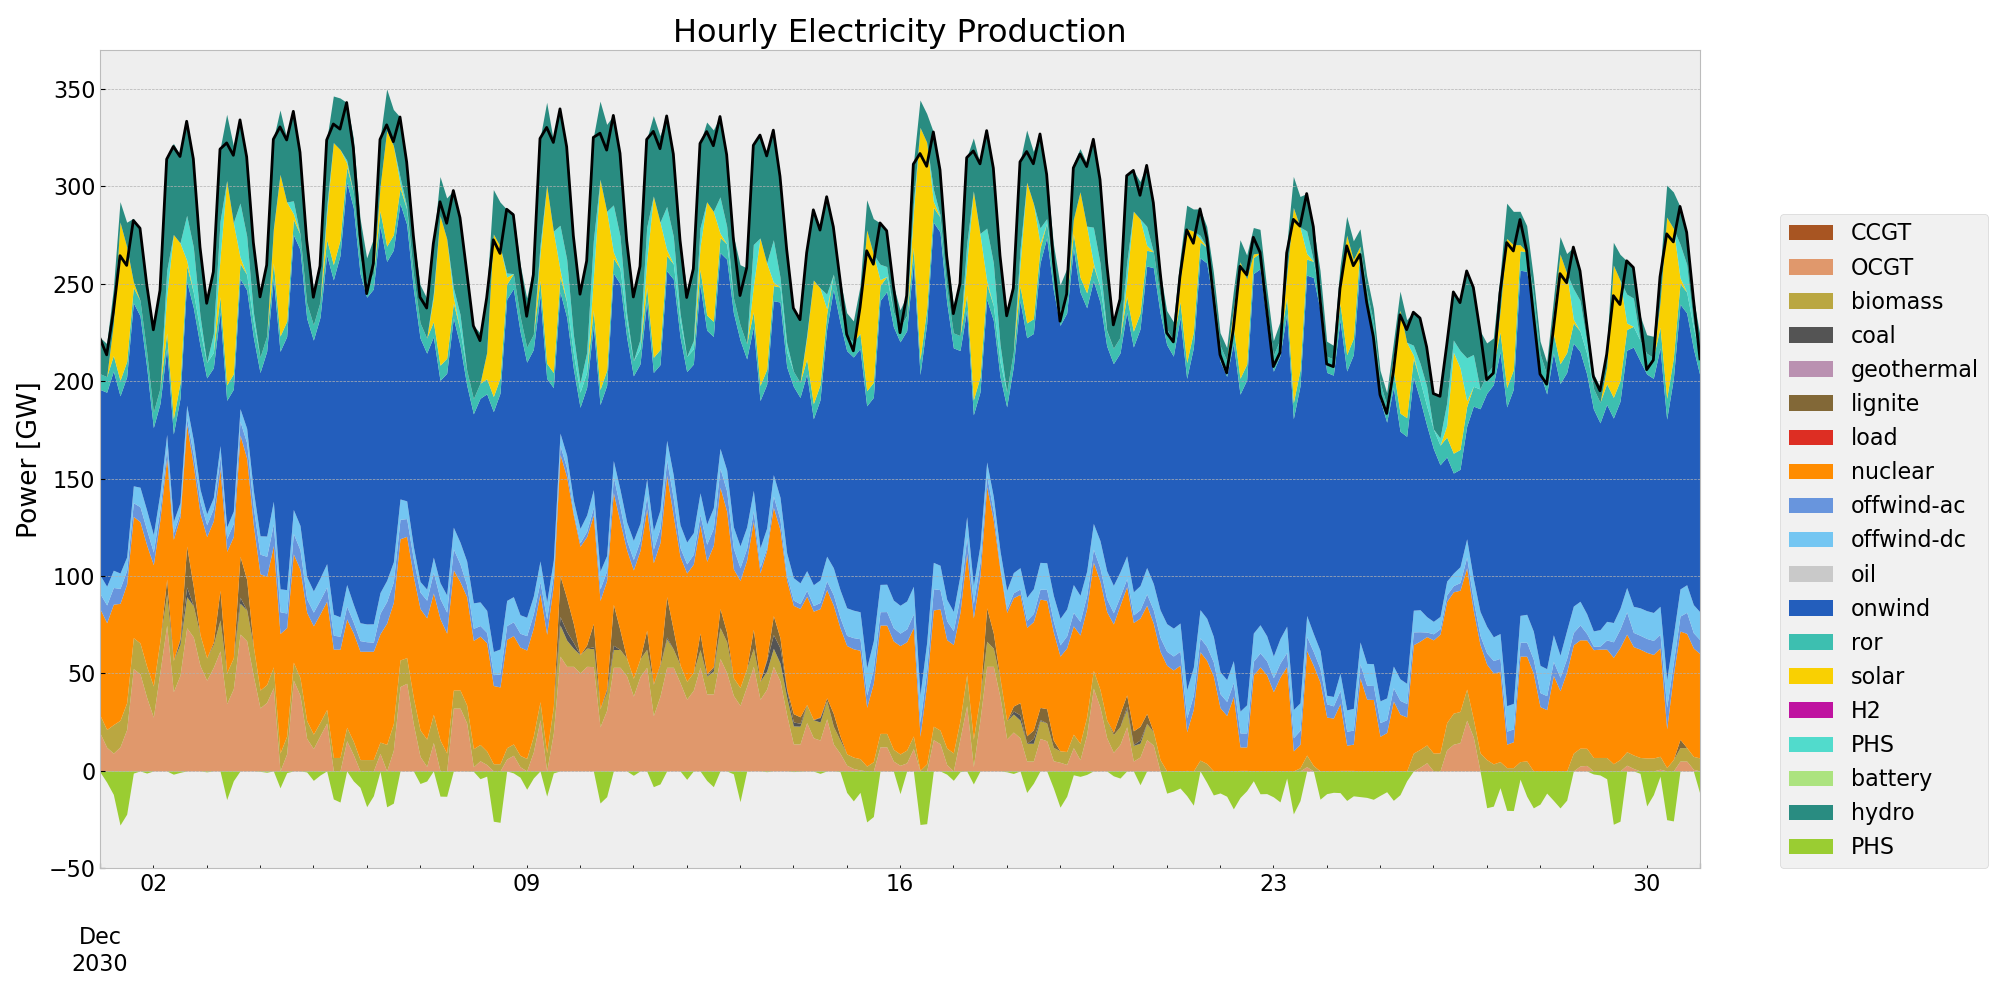 Hourly Electricity Production
Power [GW]
350
300
250
200
150
100
50
0
−50
02
09
16
23
30
Dec
2030
CCGT
OCGT
biomass
coal
geothermal
lignite
load
nuclear
offwind-ac
offwind-dc
oil
onwind
ror
solar
H2
PHS
battery
hydro
PHS